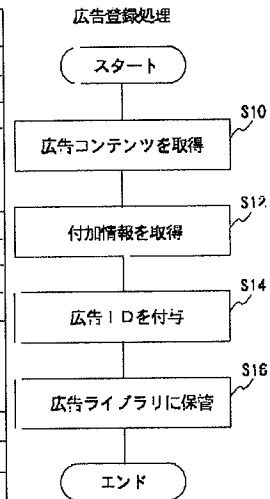 広告登録処理
スタート
S10
広告コンテンツを取得
S12
付加情報を取得
S14
広告IDを付与
S16
広告ライブラリに保管
エンド